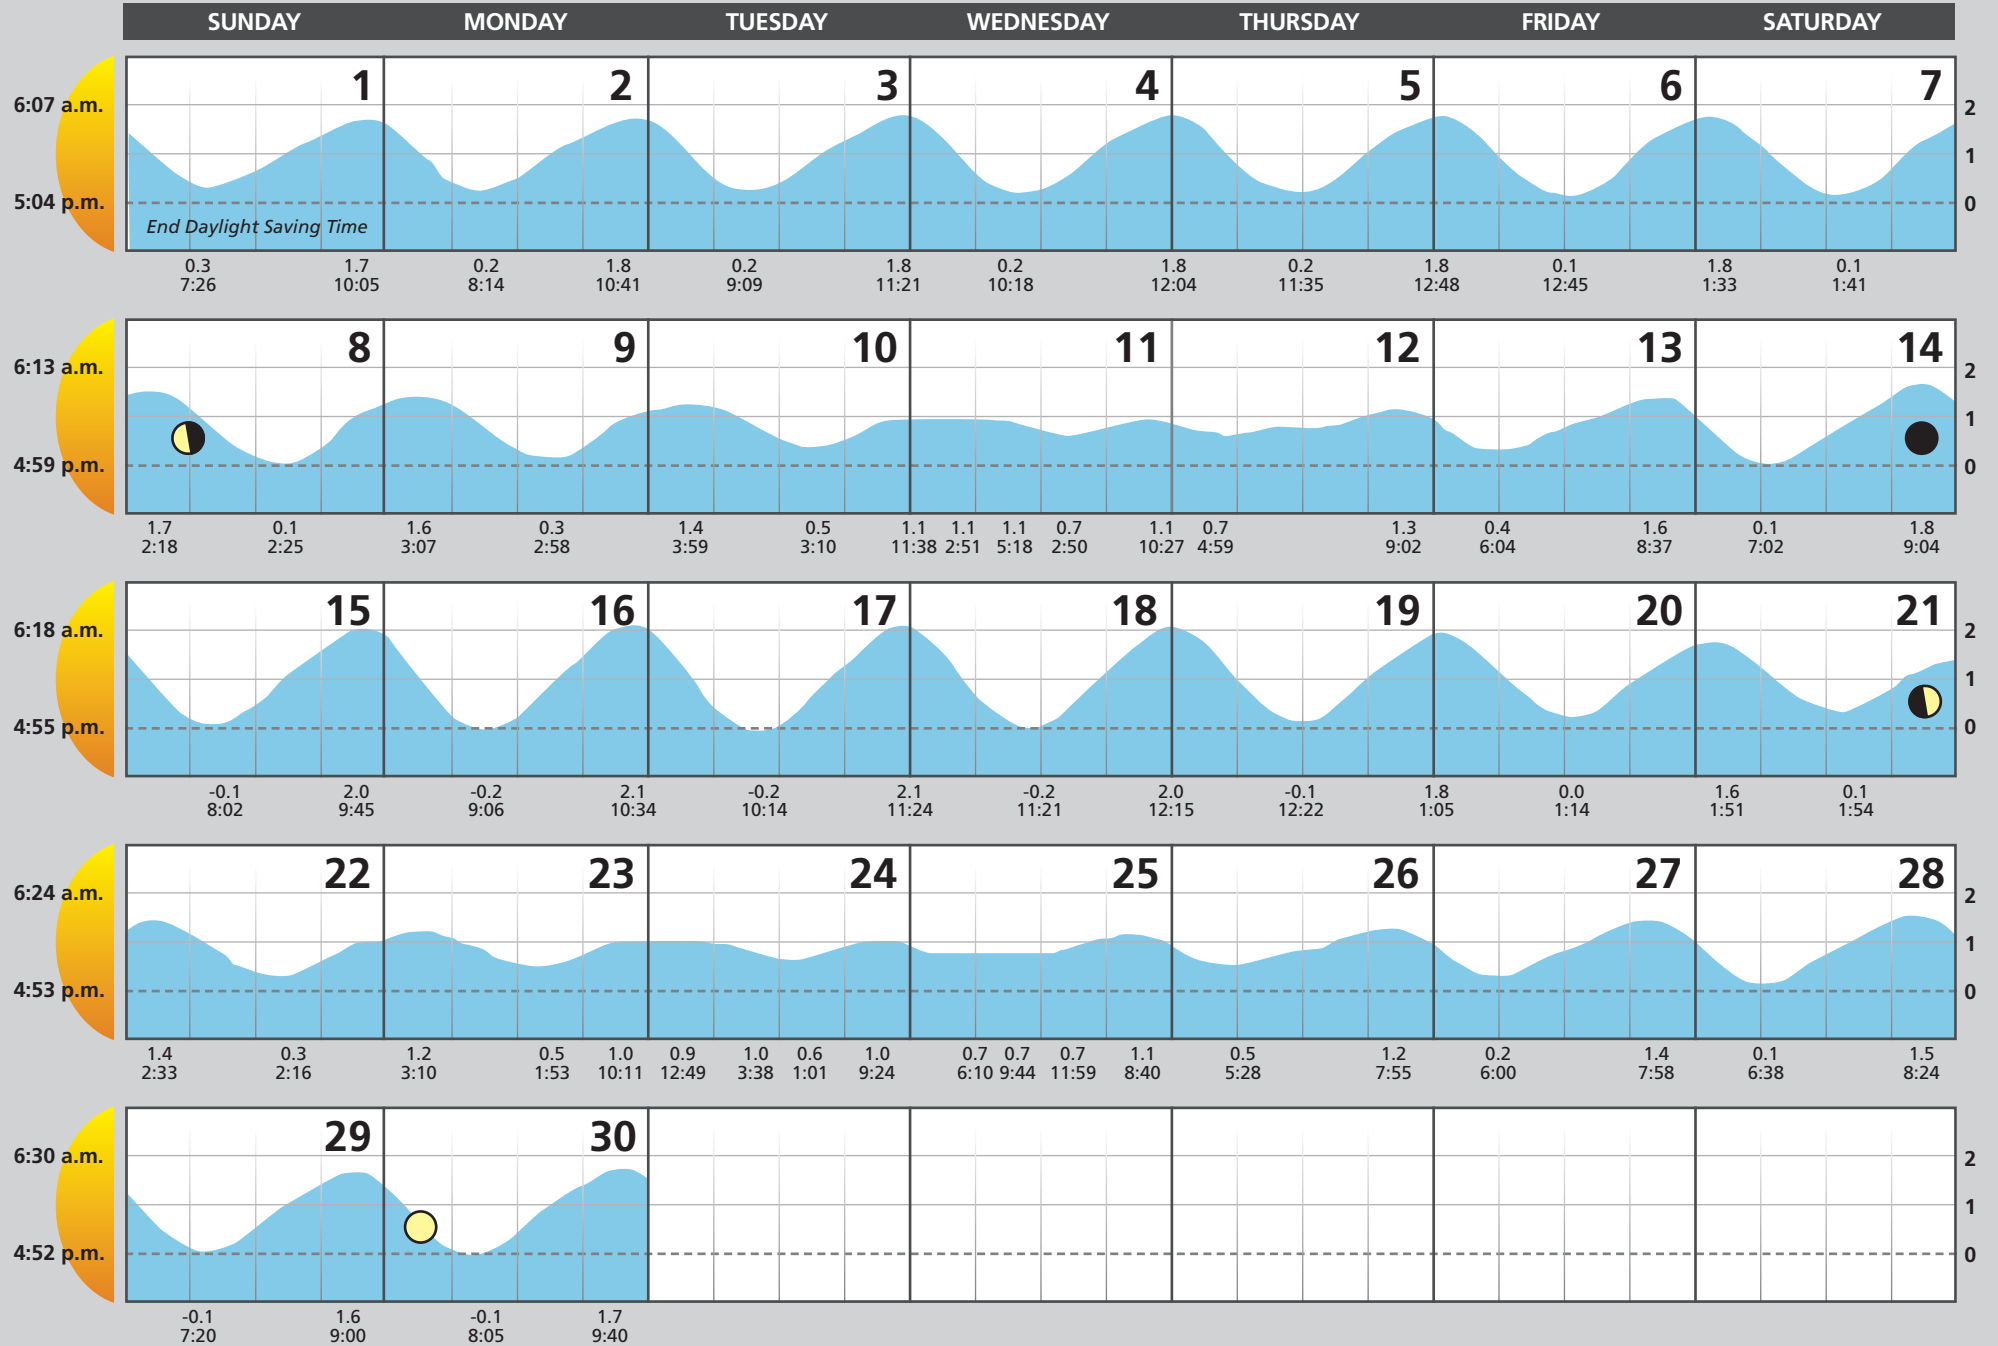 SUNDAY MONDAY TUESDAY WEDNESDAY THURSDAY FRIDAY SATURDAY
1 2 3 4 5 6 7
6:07 a.m. 2
1
5:04 p.m. 0
End Daylight Saving Time
0.3 1.7 0.2 1.8 0.2 1.8 0.2 1.8 0.2 1.8 0.1 1.8 0.1
7:26 10:05 8:14 10:41 9:09 11:21 10:18 12:04 11:35 12:48 12:45 1:33 1:41
8 9 10 11 12 13 14
6:13 a.m. 2
1
4:59 p.m. 0
1.7 0.1 1.6 0.3 1.4 0.5 1.1 1.1 1.1 0.7 1.1 0.7 1.3 0.4 1.6 0.1 1.8
2:18 2:25 3:07 2:58 3:59 3:10 11:38 2:51 5:18 2:50 10:27 4:59 9:02 6:04 8:37 7:02 9:04
15 16 17 18 19 20 21
6:18 a.m. 2
1
4:55 p.m. 0
-0.1 2.0 -0.2 2.1 -0.2 2.1 -0.2 2.0 -0.1 1.8 0.0 1.6 0.1
8:02 9:45 9:06 10:34 10:14 11:24 11:21 12:15 12:22 1:05 1:14 1:51 1:54
22 23 24 25 26 27 28
6:24 a.m. 2
1
4:53 p.m. 0
1.4 0.3 1.2 0.5 1.0 0.9 1.0 0.6 1.0 0.7 0.7 0.7 1.1 0.5 1.2 0.2 1.4 0.1 1.5
2:33 2:16 3:10 1:53 10:11 12:49 3:38 1:01 9:24 6:10 9:44 11:59 8:40 5:28 7:55 6:00 7:58 6:38 8:24
29 30
6:30 a.m. 2
1
4:52 p.m. 0
-0.1 1.6 -0.1 1.7
7:20 9:00 8:05 9:40